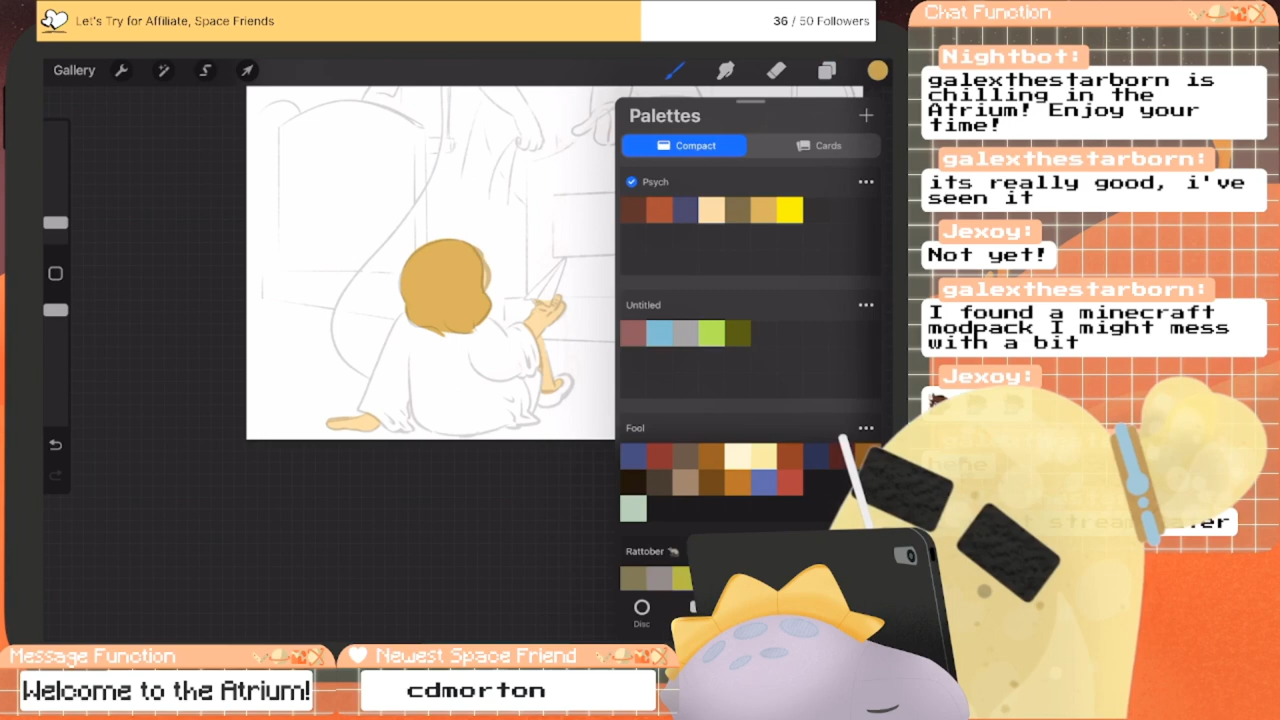 Let's Try for Affiliate, Space Friends
36 / 50 Followers
Gallery
Palettes
Compact
Cards
Psych
Untitled
Fool
Rattober
Disc
Chat Function
Nightbot:
galexthestarborn is
chilling in the
Atrium! Enjoy your
time!
galexthestarborn:
its really good, i've
seen it
Jexoy:
Not yet!
galexthestarborn:
I found a minecraft
modpack I might mess
with a bit
Jexoy:
hehe
Message Function
Welcome to the Atrium!
Newest Space Friend
cdmorton